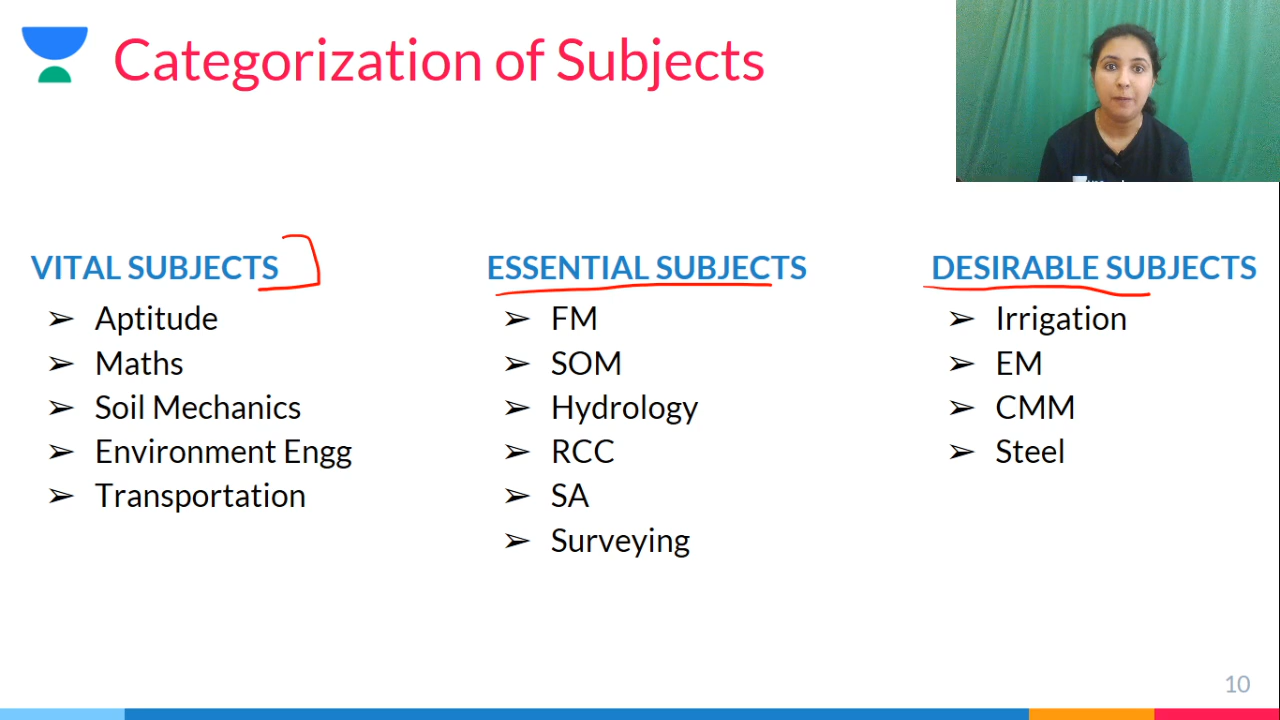 Categorization of Subjects
VITAL SUBJECTS
➢ Aptitude
➢ Maths
➢ Soil Mechanics
➢ Environment Engg
➢ Transportation
ESSENTIAL SUBJECTS
➢ FM
➢ SOM
➢ Hydrology
➢ RCC
➢ SA
➢ Surveying
DESIRABLE SUBJECTS
➢ Irrigation
➢ EM
➢ CMM
➢ Steel
10